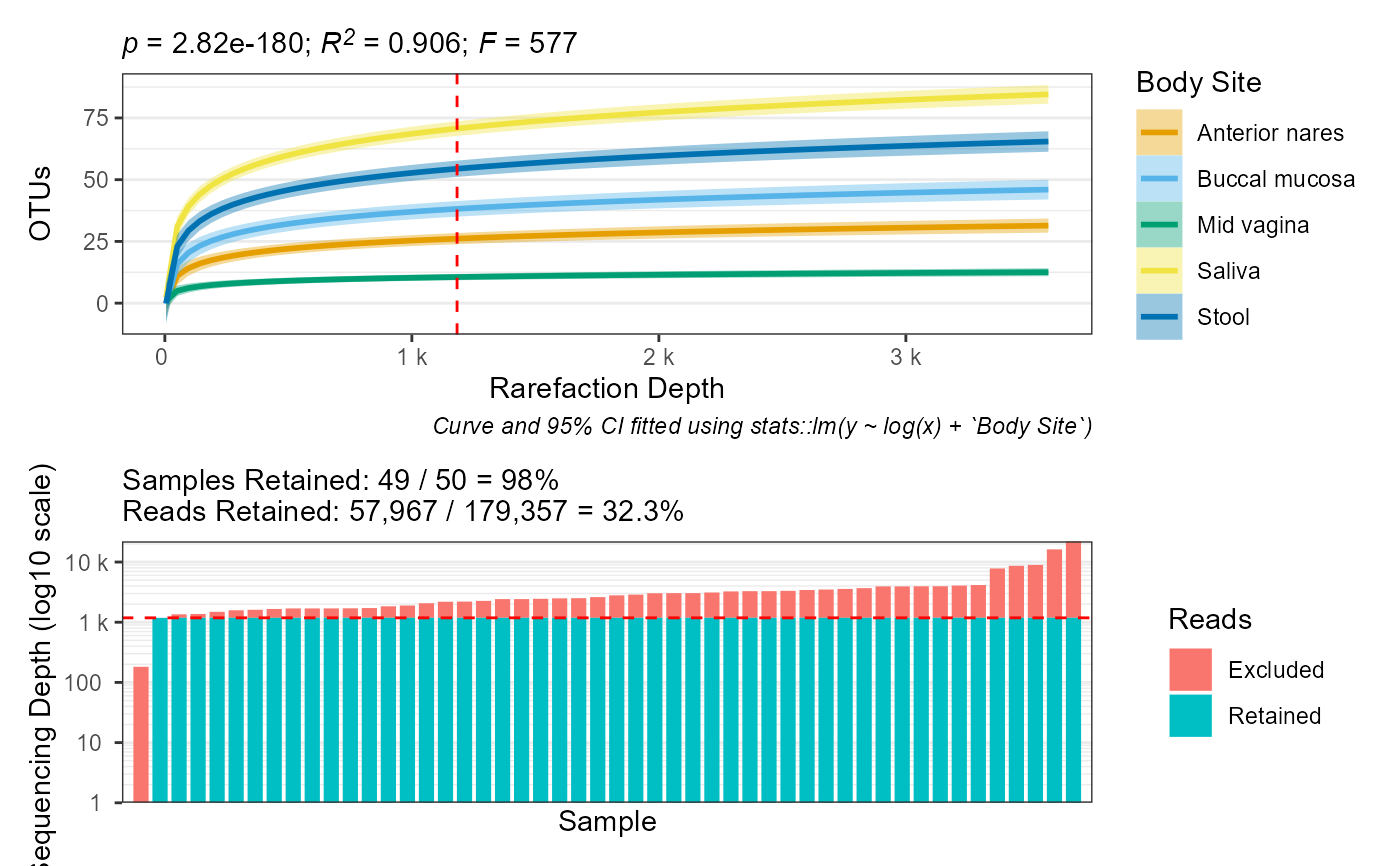 p = 2.82e-180; R² = 0.906; F = 577
75
50
25
0
OTUs
0
1 k
2 k
3 k
Rarefaction Depth
Curve and 95% CI fitted using stats::lm(y ~ log(x) + `Body Site`)
Body Site
Anterior nares
Buccal mucosa
Mid vagina
Saliva
Stool
Samples Retained: 49 / 50 = 98%
Reads Retained: 57,967 / 179,357 = 32.3%
10 k
1 k
100
10
1
Sequencing Depth (log10 scale)
Sample
Reads
Excluded
Retained